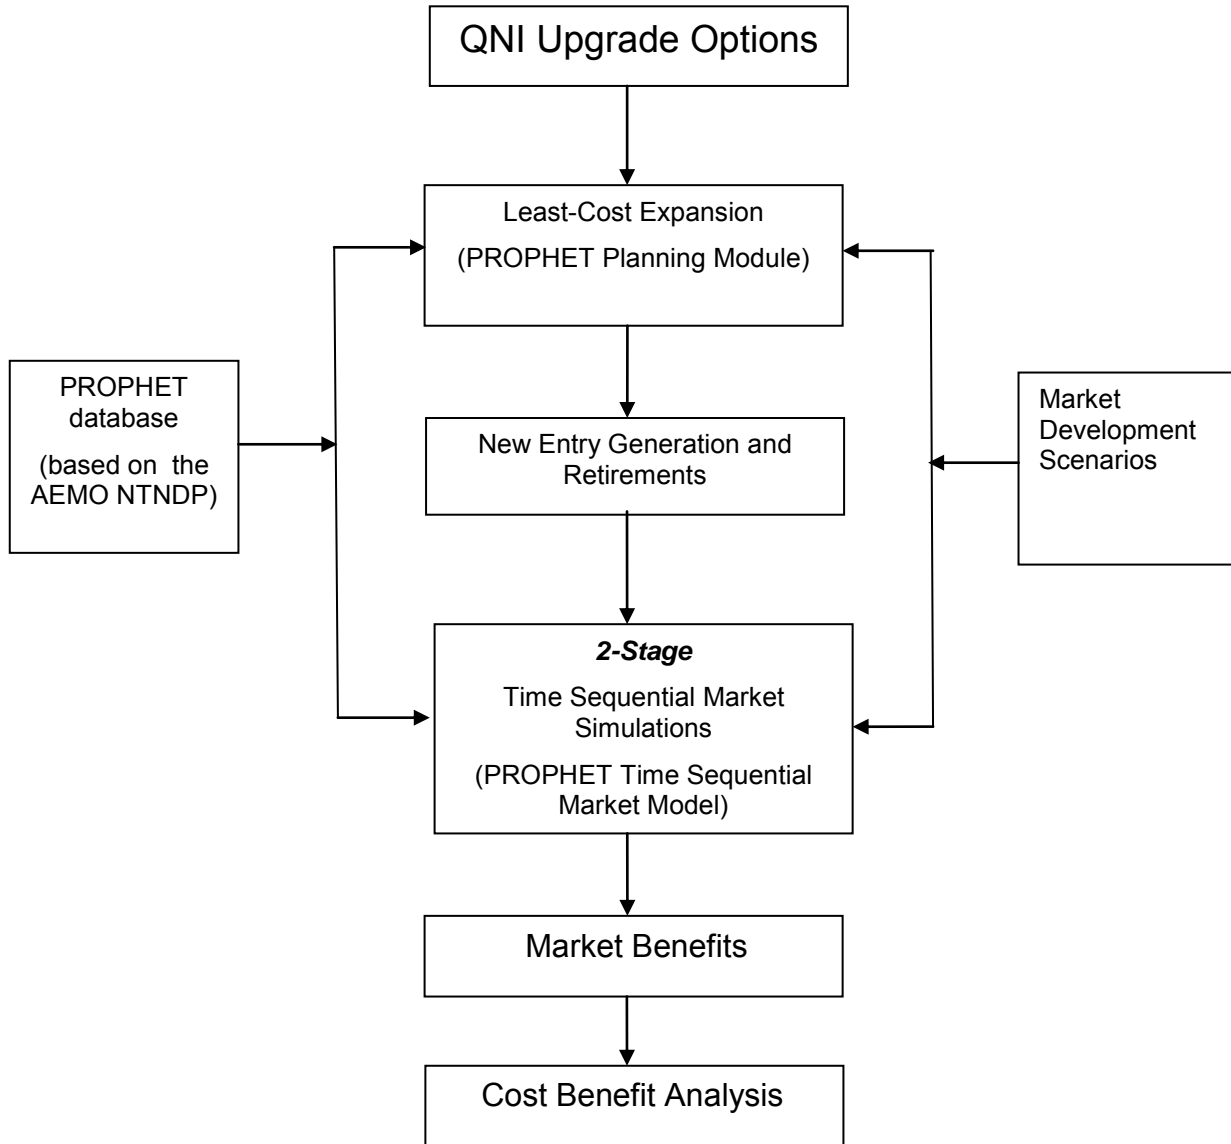 QNI Upgrade Options
Least-Cost Expansion
(PROPHET Planning Module)
PROPHET
database
(based on the
AEMO NTNDP)
Market
Development
Scenarios
New Entry Generation and
Retirements
2-Stage
Time Sequential Market
Simulations
(PROPHET Time Sequential
Market Model)
Market Benefits
Cost Benefit Analysis